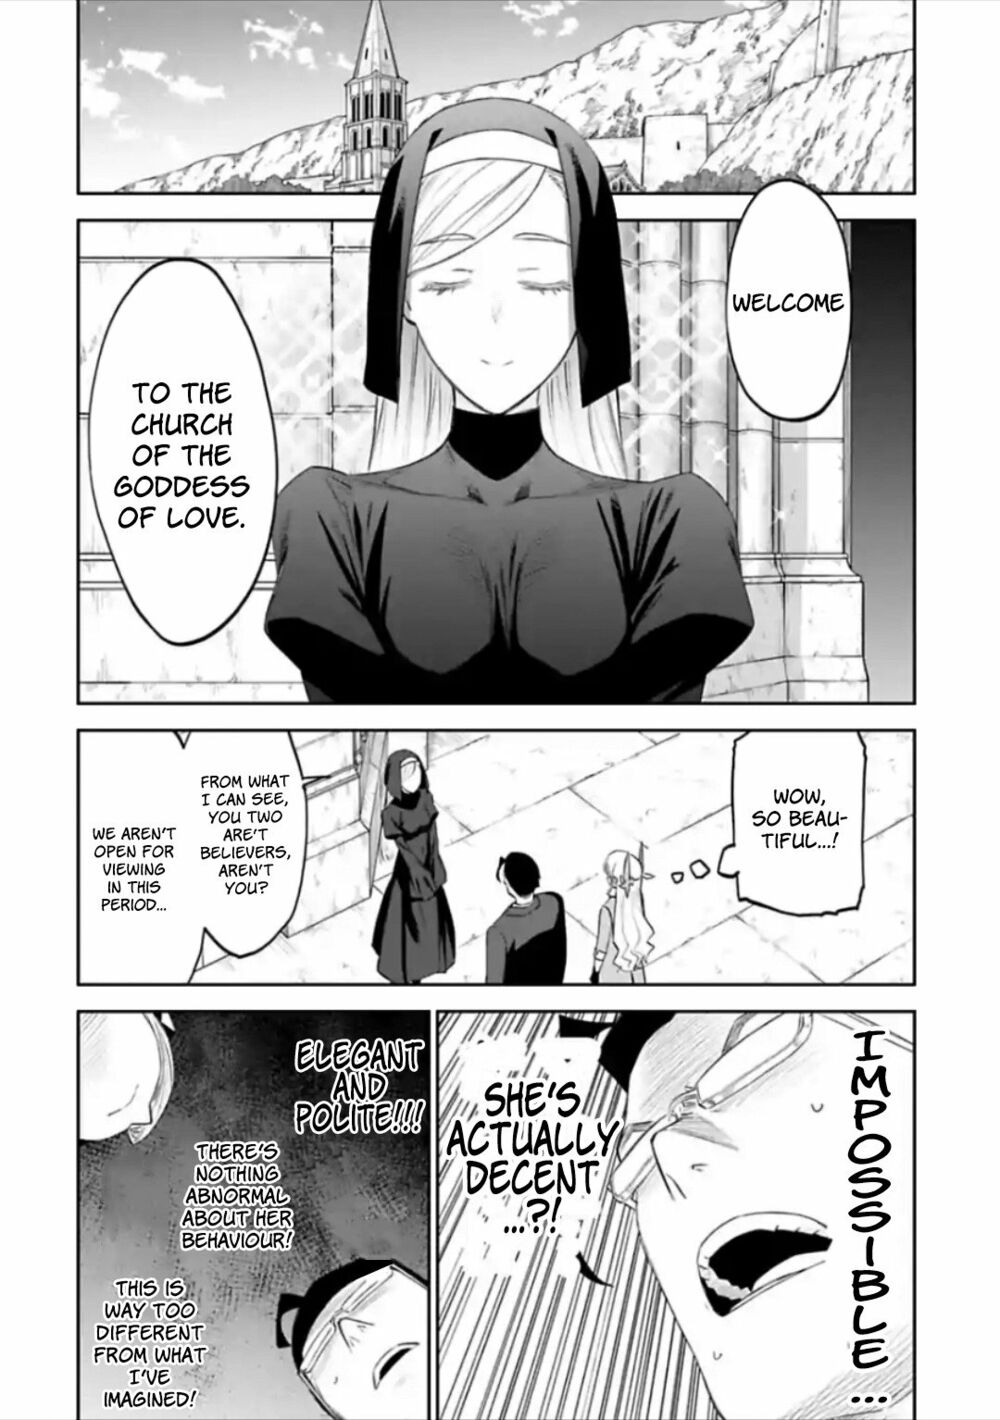 WELCOME
TO THE
CHURCH
OF THE
GODDESS
OF LOVE.
WOW,
SO BEAU-
TIFUL...!
FROM WHAT
I CAN SEE,
YOU TWO
ARE'T
BELIEVERS,
AREN'T
YOU?
WE AREN'T
OPEN FOR
VIEWING
IN THIS
PERIOD...
IMPOSSIBLE...
SHE'S
ACTUALLY
DECENT
...?!
ELEGANT
AND
POLITE!!!
THERE'S
NOTHING
ABNORMAL
ABOUT HER
BEHAVIOUR!
THIS IS
WAY TOO
DIFFERENT
FROM WHAT
I'VE
IMAGINED!